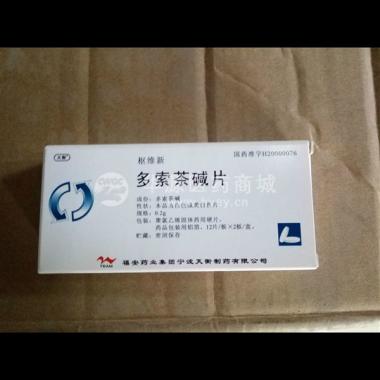 枢维新
国药准字H20000076
多索茶碱片
成份：多索茶碱
性状：本品为白色或类白色片
规格：0.2g
包装：聚氯乙烯固体药用硬片，
药品包装用铝箔，12片/板×2板/盒。
贮藏：密闭保存
TEAM
福安药业集团宁波天衡制药有限公司